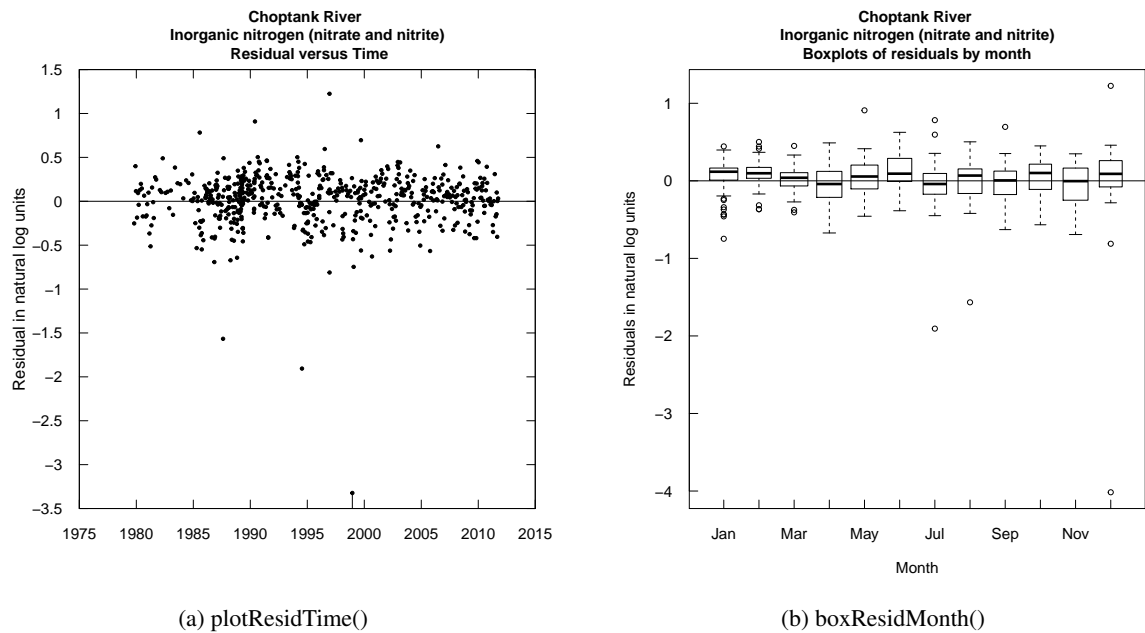 Choptank River
Inorganic nitrogen (nitrate and nitrite)
Residual versus Time
1.5
1
0.5
0
−0.5
−1
−1.5
−2
−2.5
−3
−3.5
Residual in natural log units
1975 1980 1985 1990 1995 2000 2005 2010 2015
(a) plotResidTime()
Choptank River
Inorganic nitrogen (nitrate and nitrite)
Boxplots of residuals by month
1
0
−1
−2
−3
−4
Residuals in natural log units
Jan Mar May Jul Sep Nov
Month
(b) boxResidMonth()